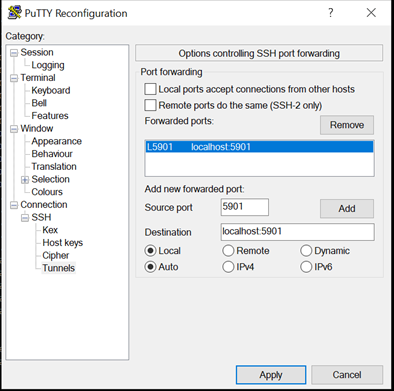 PuTTY Reconfiguration
Category:
Session
Logging
Terminal
Keyboard
Bell
Features
Window
Appearance
Behaviour
Translation
Selection
Colours
Connection
SSH
Kex
Host keys
Cipher
Tunnels
Options controlling SSH port forwarding
Port forwarding
Local ports accept connections from other hosts
Remote ports do the same (SSH-2 only)
Forwarded ports:
Remove
L5901 localhost:5901
Add new forwarded port:
Source port 5901 Add
Destination localhost:5901
Local Remote Dynamic
Auto IPv4 IPv6
Apply Cancel